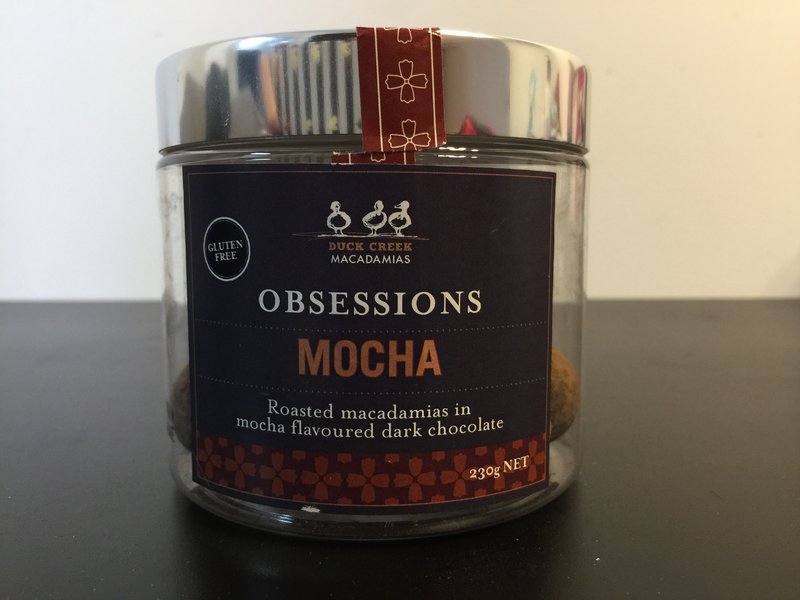 GLUTEN
FREE
DUCK CREEK
MACADAMIAS
OBSESSIONS
MOCHA
Roasted macadamias in
mocha flavoured dark chocolate
230g NET